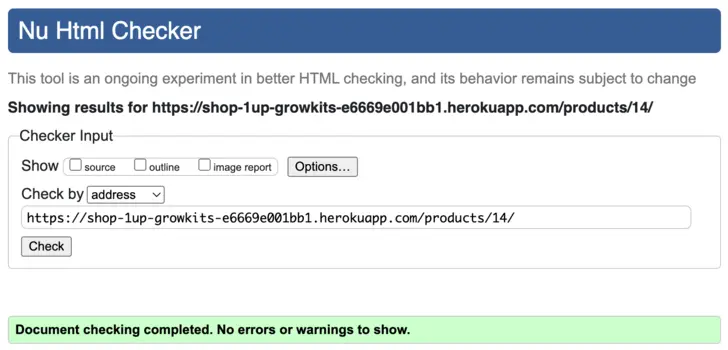 Nu Html Checker
This tool is an ongoing experiment in better HTML checking, and its behavior remains subject to change
Showing results for https://shop-1up-growkits-e6669e001bb1.herokuapp.com/products/14/
Checker Input
Show source outline image report Options...
Check by address
https://shop-1up-growkits-e6669e001bb1.herokuapp.com/products/14/
Check
Document checking completed. No errors or warnings to show.